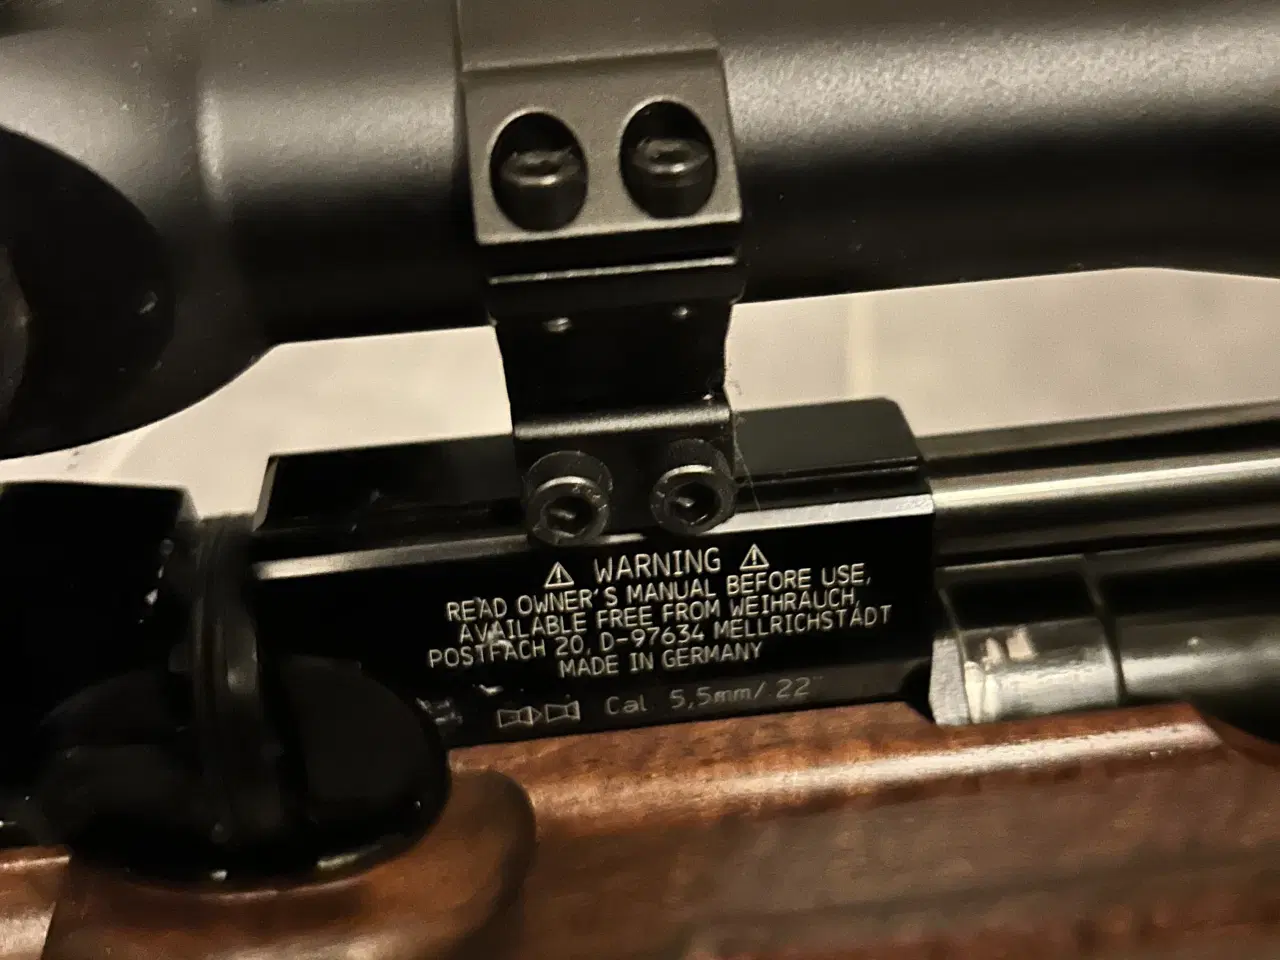 ⚠ WARNING ⚠
READ OWNER'S MANUAL BEFORE USE,
AVAILABLE FREE FROM WEIHRAUCH,
POSTFACH 20, D-97634 MELLRICHSTADT
MADE IN GERMANY
Cal 5,5mm/.22"